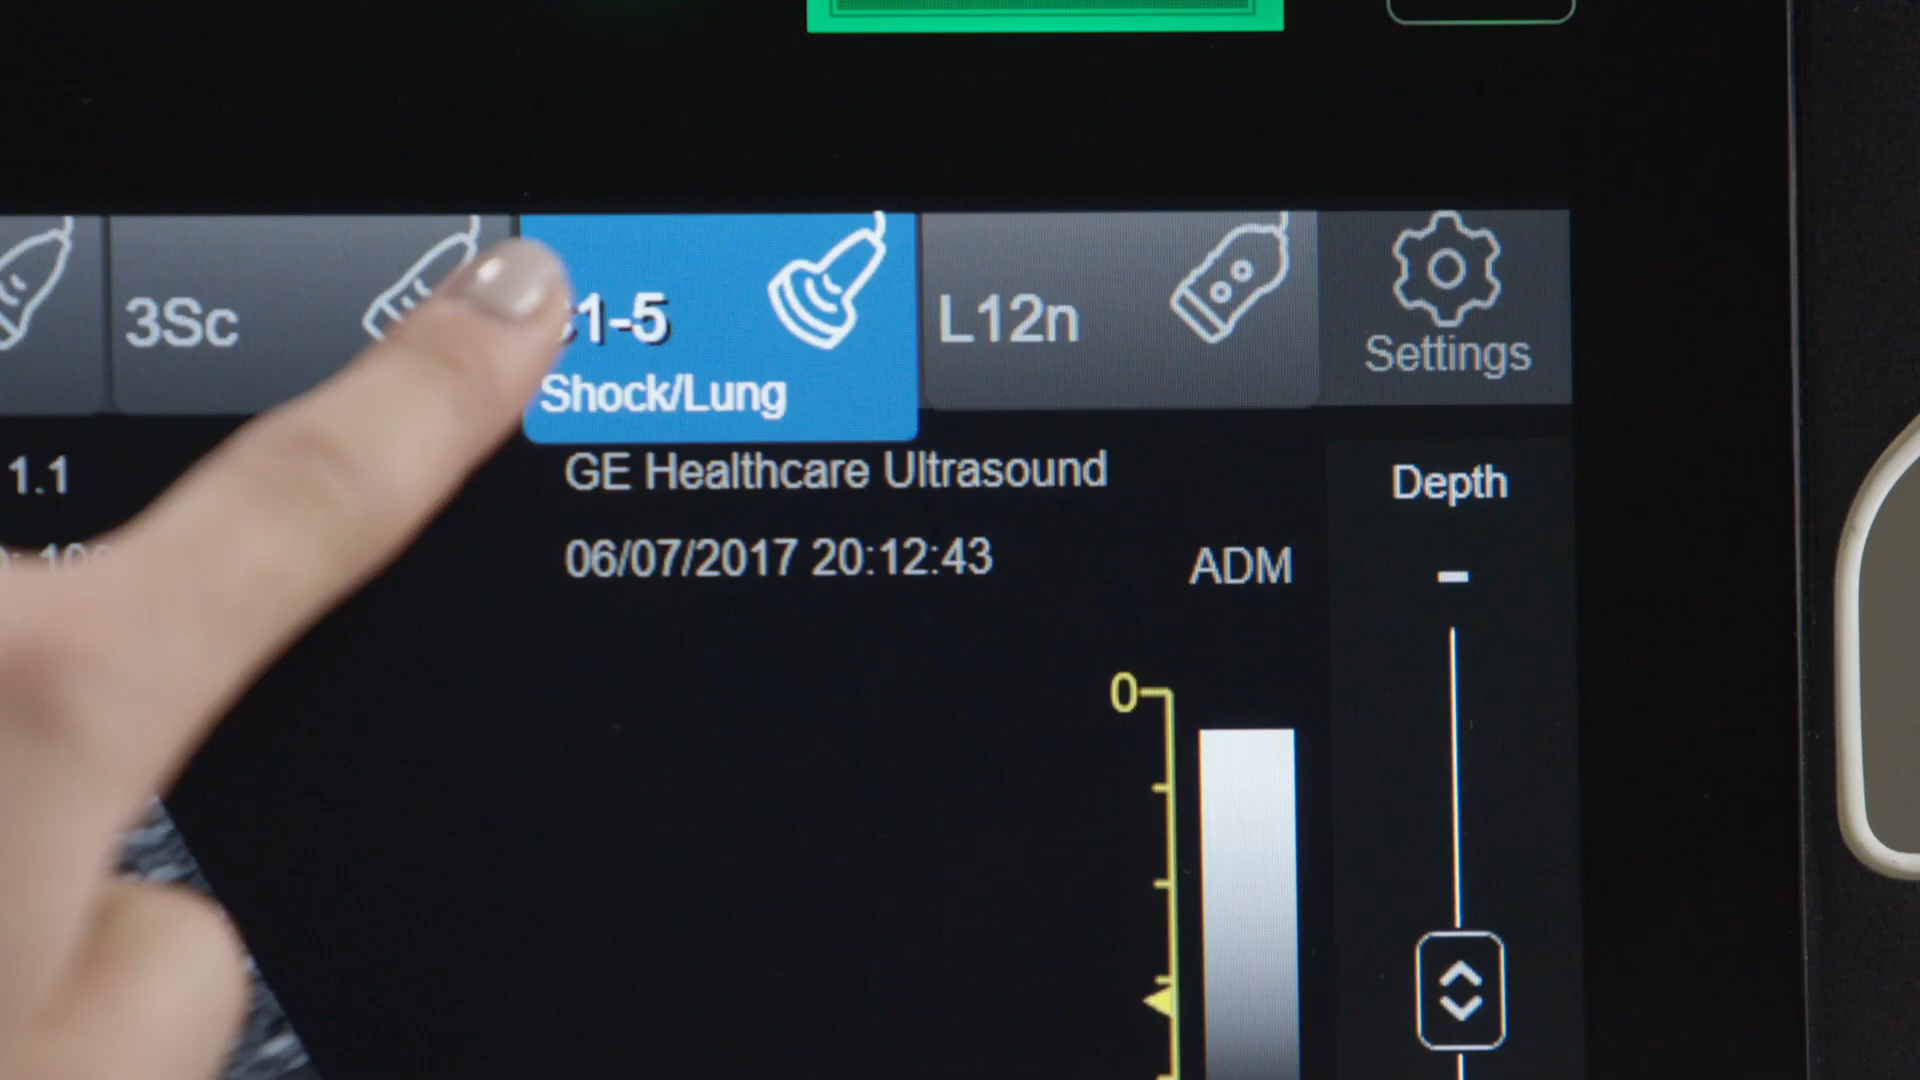 3Sc
1-5
Shock/Lung
L12n
Settings
1.1
GE Healthcare Ultrasound
06/07/2017 20:12:43
ADM
Depth
0